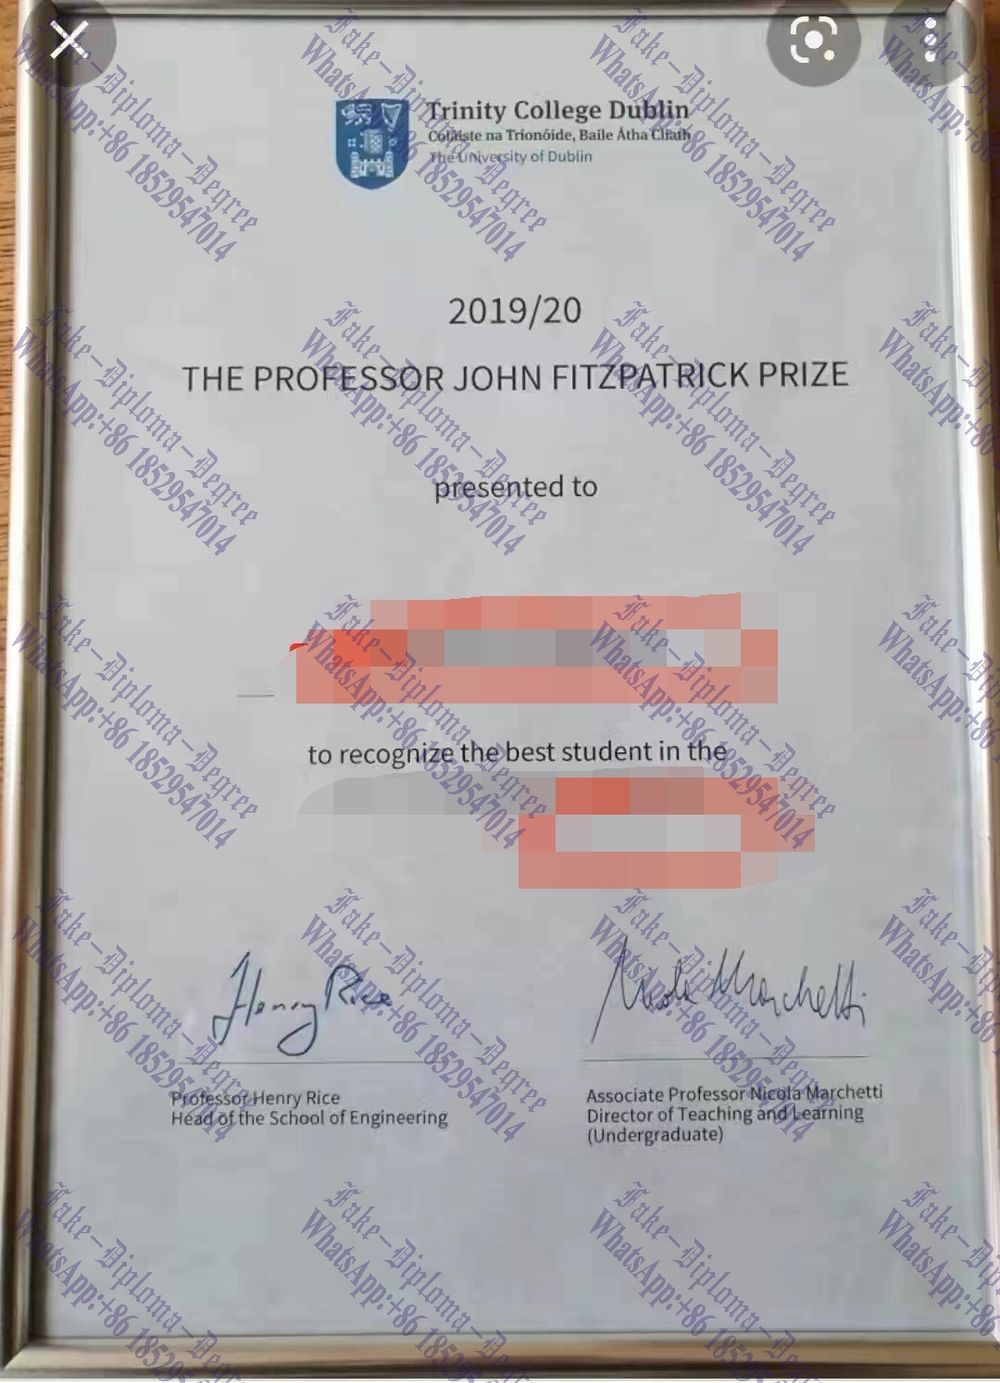 Trinity College Dublin
Coláiste na Tríonóide, Baile Átha Cliath
The University of Dublin
2019/20
THE PROFESSOR JOHN FITZPATRICK PRIZE
presented to
to recognize the best student in the
Henry Rice
Nicola Marchetti
Professor Henry Rice
Head of the School of Engineering
Associate Professor Nicola Marchetti
Director of Teaching and Learning
(Undergraduate)
Fake-Diploma-Degree
WhatsApp:+86 18529547014